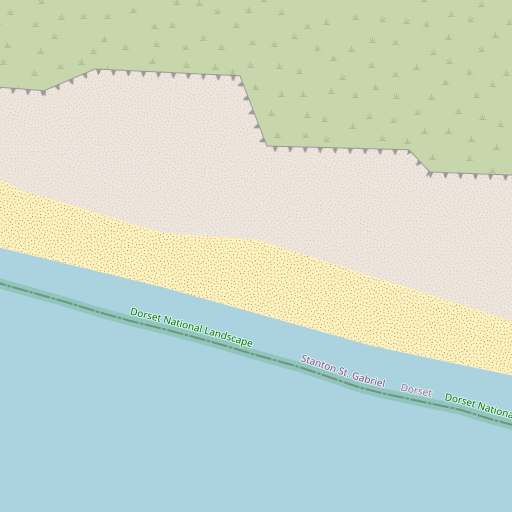 Dorset National Landscape
Stanton St. Gabriel
Dorset
Dorset Nationa